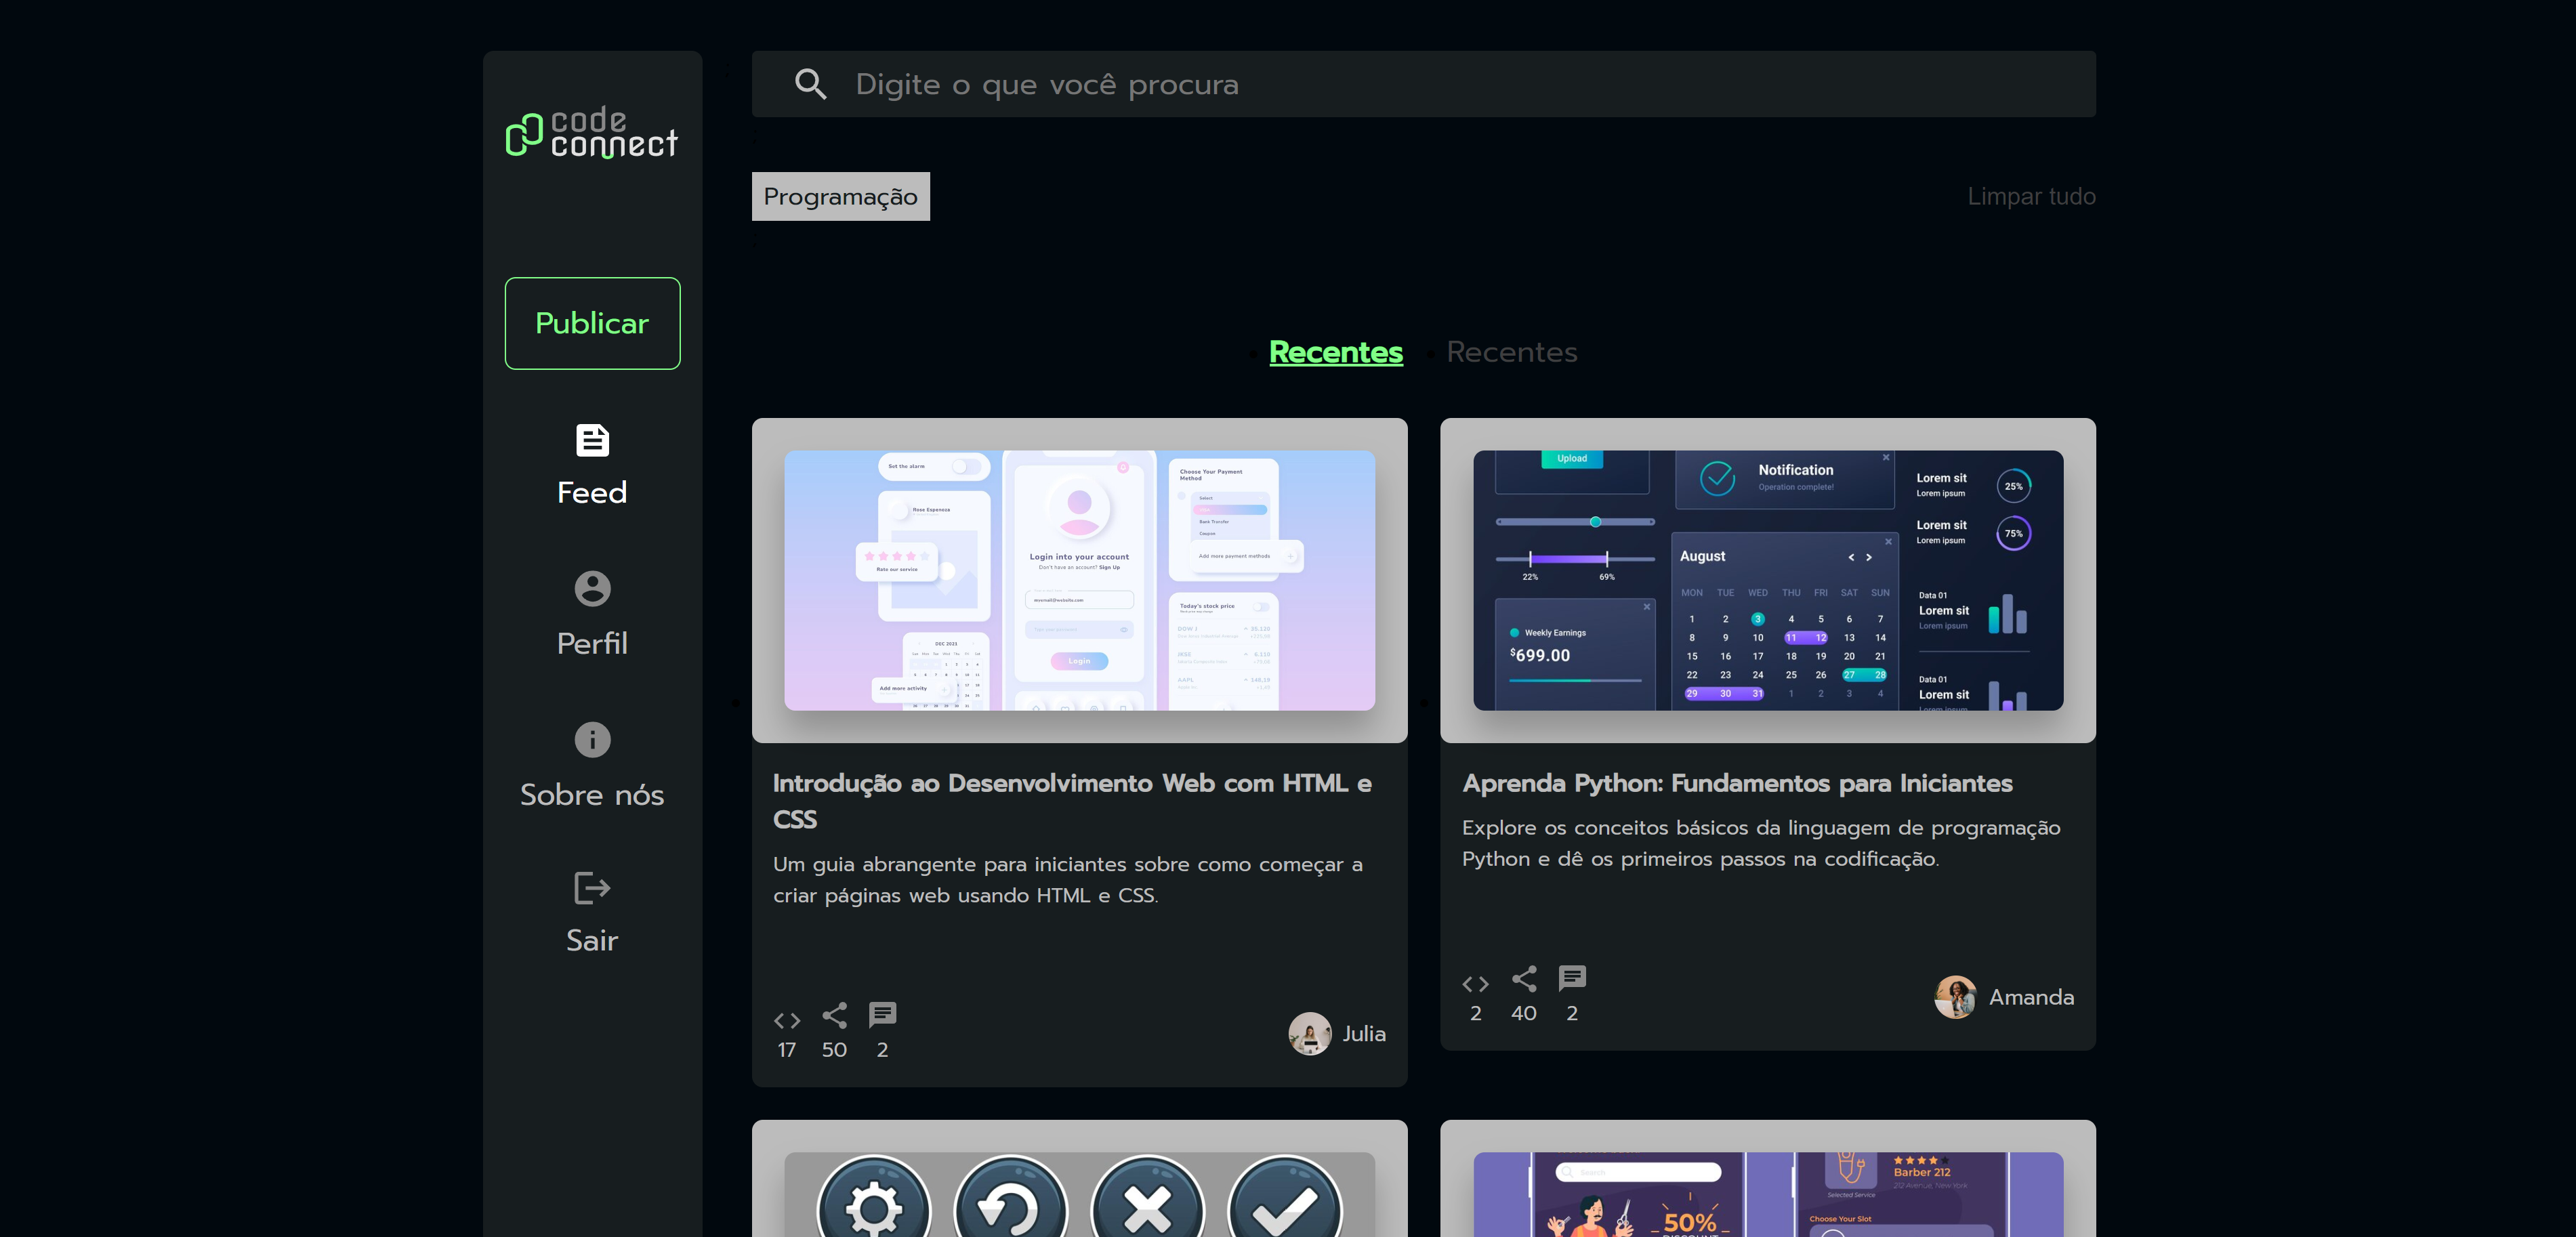 code
connect
Digite o que você procura
Programação
Limpar tudo
Publicar
Feed
Perfil
Sobre nós
Sair
Recentes
Recentes
Set the alarm
Rate our service
DEC 2021
Add more activity
Login into your account
Don't have an account? Sign Up
Login
Choose Your Payment
Method
Select
Bank Transfer
Coupon
Add more payment methods
Today's stock price
DOW J
AAPL
Upload
22%
69%
Weekly Earnings
$699.00
Notification
Operation complete!
August
< >
MON TUE WED THU FRI SAT SUN
1 2 3 4 5 6 7
8 9 10 11 12 13 14
15 16 17 18 19 20 21
22 23 24 25 26 27 28
29 30 31 1 2 3 4
Lorem sit
Lorem ipsum
25%
Lorem sit
Lorem ipsum
75%
Data 01
Lorem sit
Lorem ipsum
Data 01
Lorem sit
Introdução ao Desenvolvimento Web com HTML e
CSS
Um guia abrangente para iniciantes sobre como começar a
criar páginas web usando HTML e CSS.
17 50 2
Julia
Aprenda Python: Fundamentos para Iniciantes
Explore os conceitos básicos da linguagem de programação
Python e dê os primeiros passos na codificação.
2 40 2
Amanda
Search
50%
Selected Service
Barber 212
212 Avenue, New York
Choose Your Slot